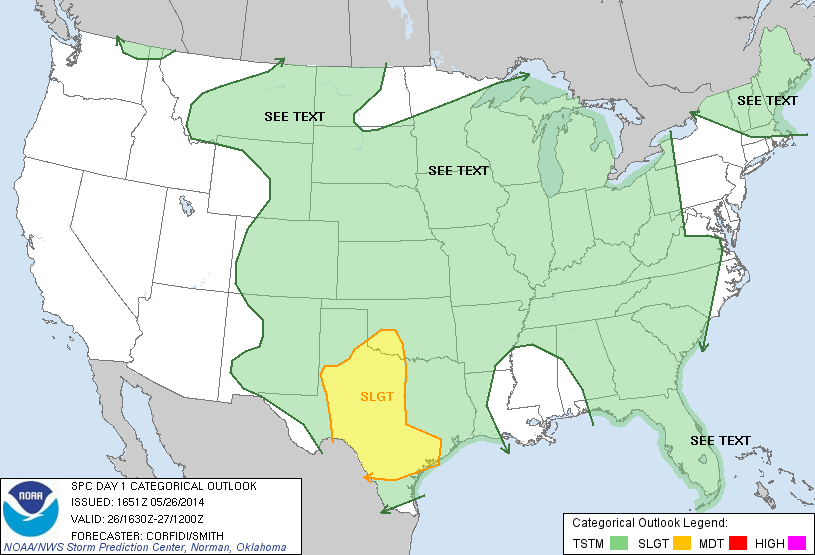 SEE TEXT
SEE TEXT
SEE TEXT
SLGT
SEE TEXT
NOAA
SPC DAY 1 CATEGORICAL OUTLOOK
ISSUED: 1651Z 05/26/2014
VALID: 26/1630Z-27/1200Z
FORECASTER: CORFIDI/SMITH
NOAA/NWS Storm Prediction Center, Norman, Oklahoma
Categorical Outlook Legend:
TSTM SLGT MDT HIGH